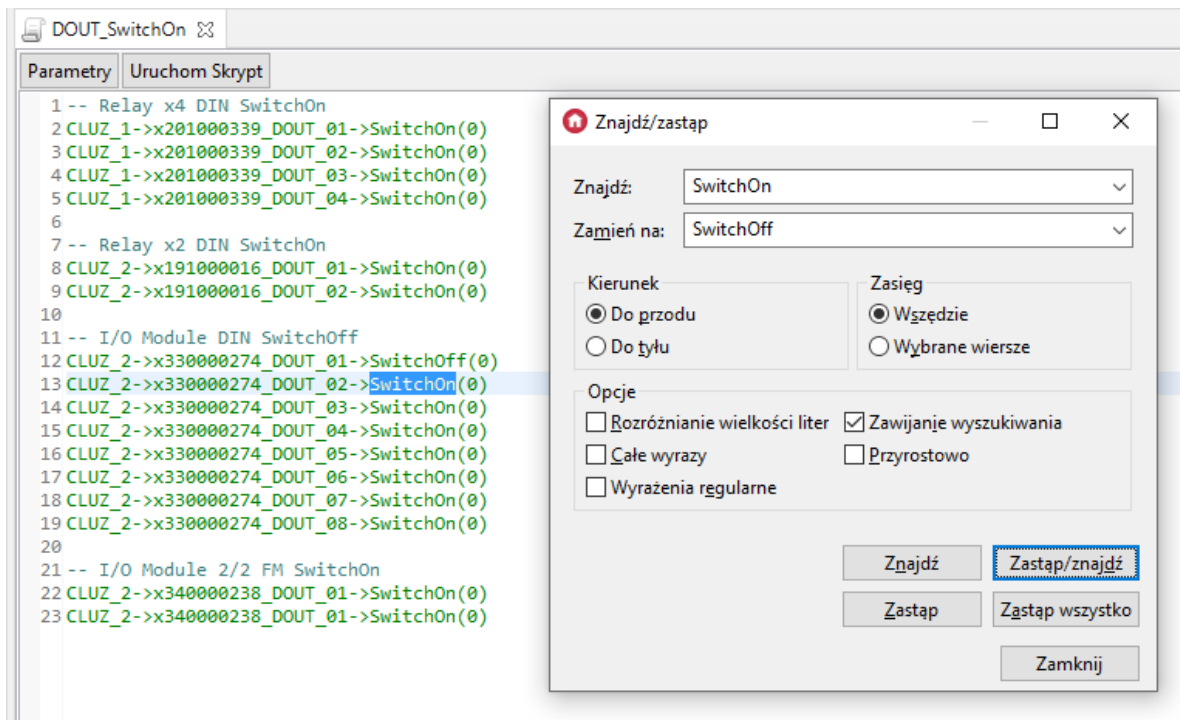 DOUT_SwitchOn
Parametry Uruchom Skrypt
1 -- Relay x4 DIN SwitchOn
2 CLUZ_1->x201000339_DOUT_01->SwitchOn(0)
3 CLUZ_1->x201000339_DOUT_02->SwitchOn(0)
4 CLUZ_1->x201000339_DOUT_03->SwitchOn(0)
5 CLUZ_1->x201000339_DOUT_04->SwitchOn(0)
6
7 -- Relay x2 DIN SwitchOn
8 CLUZ_2->x191000016_DOUT_01->SwitchOn(0)
9 CLUZ_2->x191000016_DOUT_02->SwitchOn(0)
10
11 -- I/O Module DIN SwitchOff
12 CLUZ_2->x330000274_DOUT_01->SwitchOff(0)
13 CLUZ_2->x330000274_DOUT_02->SwitchOn(0)
14 CLUZ_2->x330000274_DOUT_03->SwitchOn(0)
15 CLUZ_2->x330000274_DOUT_04->SwitchOn(0)
16 CLUZ_2->x330000274_DOUT_05->SwitchOn(0)
17 CLUZ_2->x330000274_DOUT_06->SwitchOn(0)
18 CLUZ_2->x330000274_DOUT_07->SwitchOn(0)
19 CLUZ_2->x330000274_DOUT_08->SwitchOn(0)
20
21 -- I/O Module 2/2 FM SwitchOn
22 CLUZ_2->x340000238_DOUT_01->SwitchOn(0)
23 CLUZ_2->x340000238_DOUT_01->SwitchOn(0)
Znajdź/zastąp
Znajdź: SwitchOn
Zamień na: SwitchOff
Kierunek Zasięg
Do przodu Wszędzie
Do tyłu Wybrane wiersze
Opcje
Rozróżnianie wielkości liter Zawijanie wyszukiwania
Całe wyrazy Przyrostowo
Wyrażenia regularne
Znajdź Zastąp/znajdź
Zastąp Zastąp wszystko
Zamknij